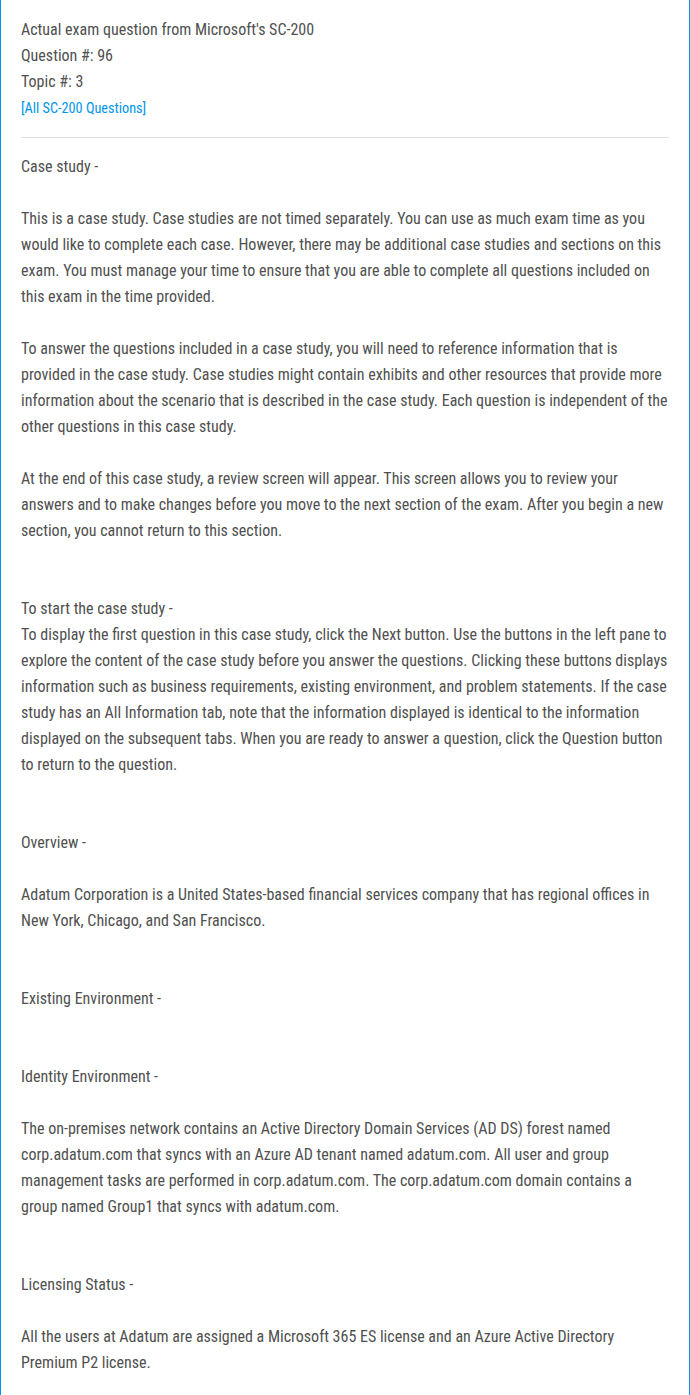 Actual exam question from Microsoft's SC-200
Question #: 96
Topic #: 3
[All SC-200 Questions]
Case study -
This is a case study. Case studies are not timed separately. You can use as much exam time as you
would like to complete each case. However, there may be additional case studies and sections on this
exam. You must manage your time to ensure that you are able to complete all questions included on
this exam in the time provided.
To answer the questions included in a case study, you will need to reference information that is
provided in the case study. Case studies might contain exhibits and other resources that provide more
information about the scenario that is described in the case study. Each question is independent of the
other questions in this case study.
At the end of this case study, a review screen will appear. This screen allows you to review your
answers and to make changes before you move to the next section of the exam. After you begin a new
section, you cannot return to this section.
To start the case study -
To display the first question in this case study, click the Next button. Use the buttons in the left pane to
explore the content of the case study before you answer the questions. Clicking these buttons displays
information such as business requirements, existing environment, and problem statements. If the case
study has an All Information tab, note that the information displayed is identical to the information
displayed on the subsequent tabs. When you are ready to answer a question, click the Question button
to return to the question.
Overview -
Adatum Corporation is a United States-based financial services company that has regional offices in
New York, Chicago, and San Francisco.
Existing Environment -
Identity Environment -
The on-premises network contains an Active Directory Domain Services (AD DS) forest named
corp.adatum.com that syncs with an Azure AD tenant named adatum.com. All user and group
management tasks are performed in corp.adatum.com. The corp.adatum.com domain contains a
group named Group1 that syncs with adatum.com.
Licensing Status -
All the users at Adatum are assigned a Microsoft 365 ES license and an Azure Active Directory
Premium P2 license.